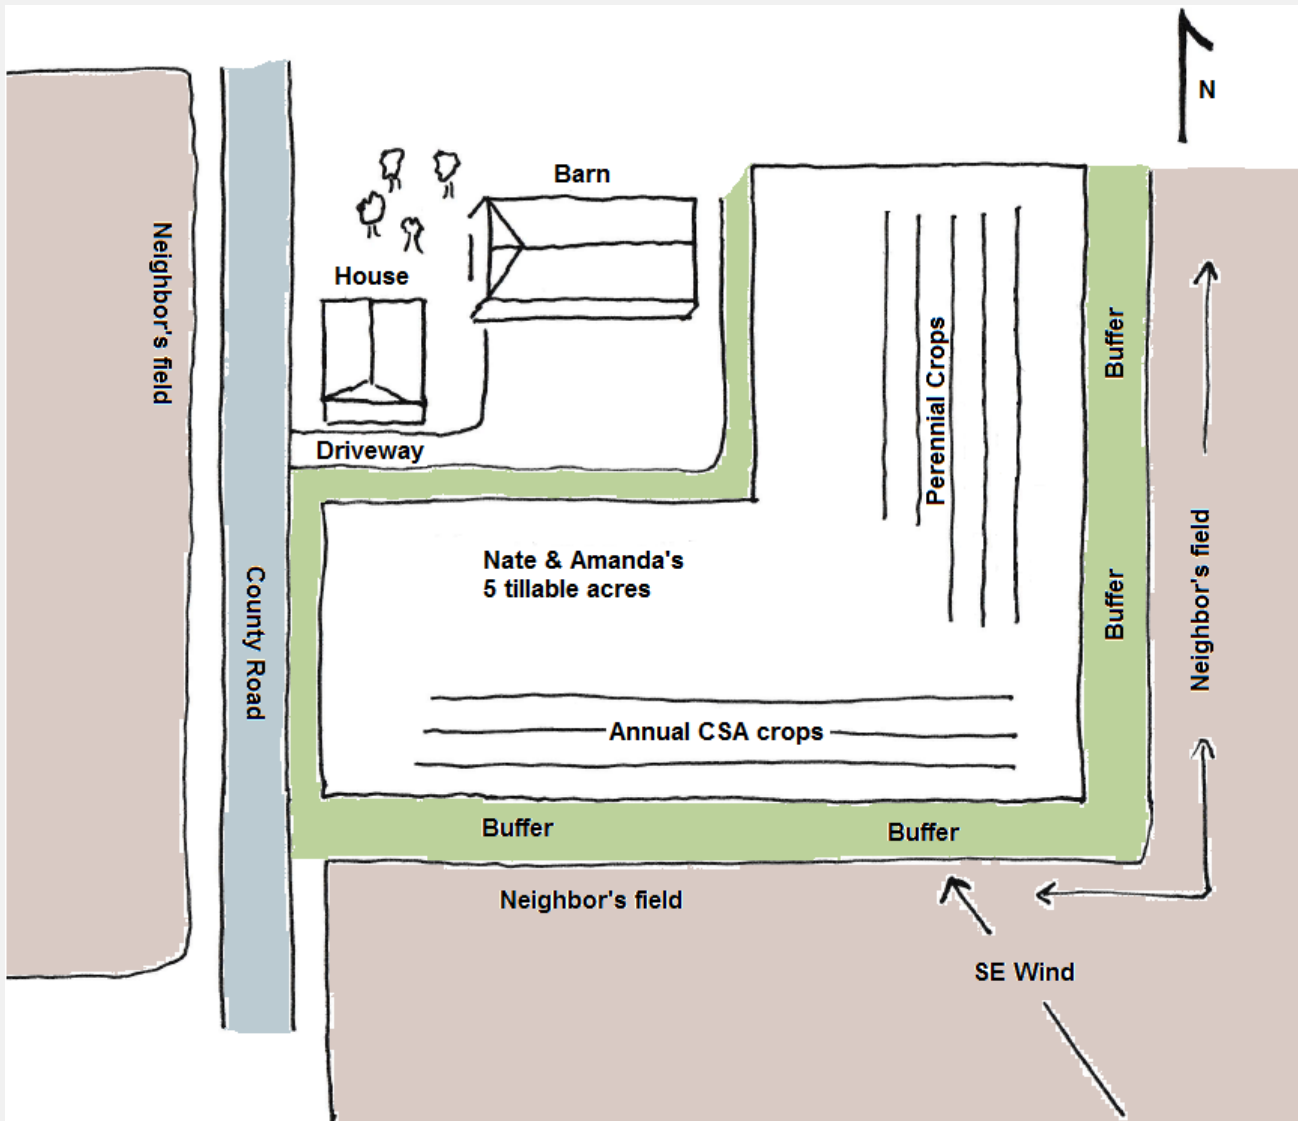 N
Barn
House
Neighbor's field
Driveway
Perennial Crops
Buffer
Nate & Amanda's
5 tillable acres
County Road
Buffer
Neighbor's field
Annual CSA crops
Buffer
Buffer
Neighbor's field
SE Wind